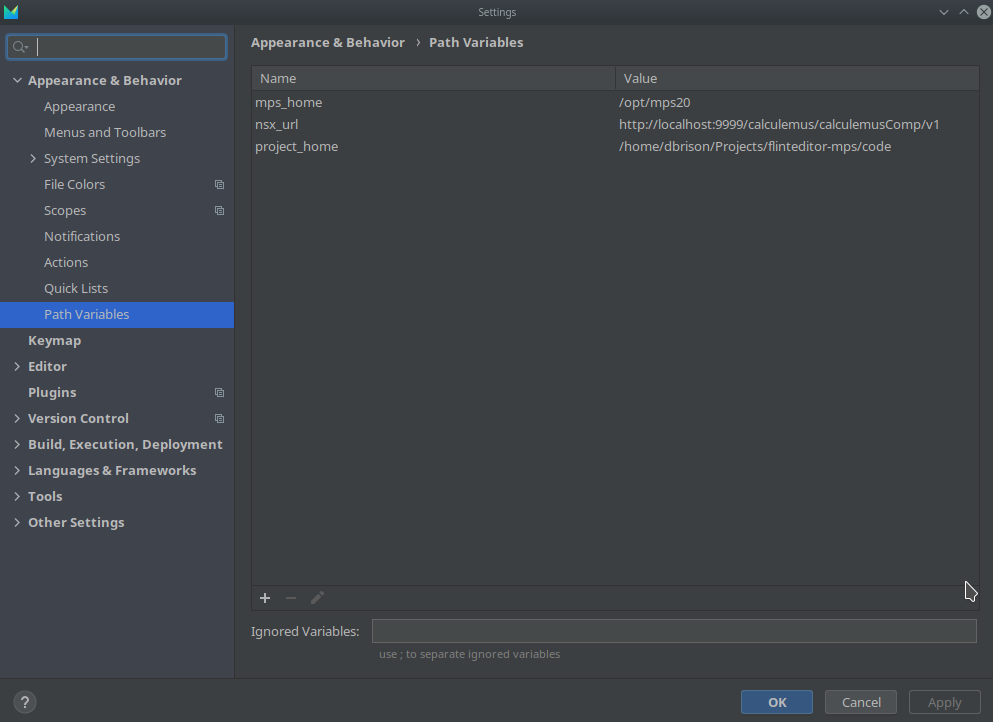 Settings
Appearance & Behavior
Appearance
Menus and Toolbars
System Settings
File Colors
Scopes
Notifications
Actions
Quick Lists
Path Variables
Keymap
Editor
Plugins
Version Control
Build, Execution, Deployment
Languages & Frameworks
Tools
Other Settings
Appearance & Behavior › Path Variables
Name Value
mps_home /opt/mps20
nsx_url http://localhost:9999/calculemus/calculemusComp/v1
project_home /home/dbrison/Projects/flinteditor-mps/code
Ignored Variables:
use ; to separate ignored variables
? OK Cancel Apply